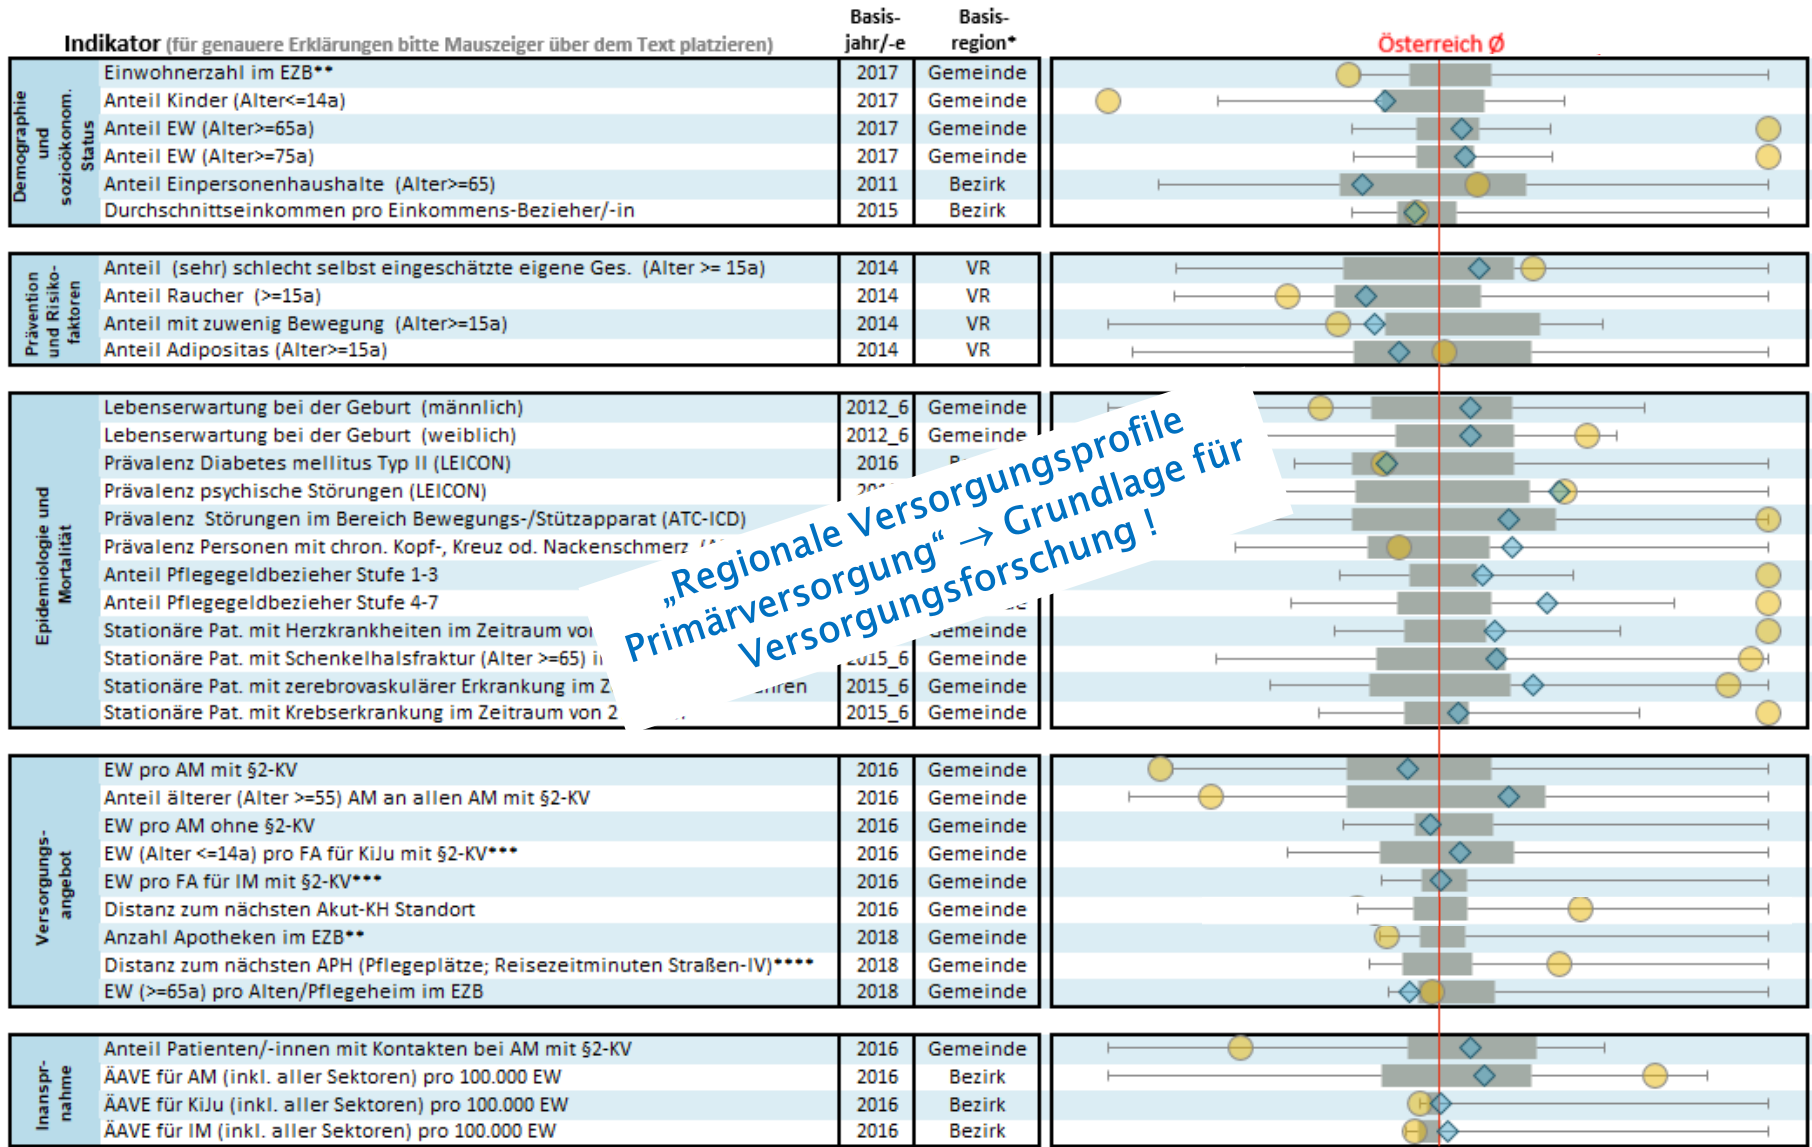 Basis-
jahr/-e
Basis-
region*
Indikator (für genauere Erklärungen bitte Mauszeiger über dem Text platzieren)
Österreich Ø
Demographie
und
sozioökonom.
Status
Einwohnerzahl im EZB** 2017 Gemeinde
Anteil Kinder (Alter<=14a) 2017 Gemeinde
Anteil EW (Alter>=65a) 2017 Gemeinde
Anteil EW (Alter>=75a) 2017 Gemeinde
Anteil Einpersonenhaushalte (Alter>=65) 2011 Bezirk
Durchschnittseinkommen pro Einkommens-Bezieher/-in 2015 Bezirk
Prävention
und Risiko-
faktoren
Anteil (sehr) schlecht selbst eingeschätzte eigene Ges. (Alter >= 15a) 2014 VR
Anteil Raucher (>=15a) 2014 VR
Anteil mit zuwenig Bewegung (Alter>=15a) 2014 VR
Anteil Adipositas (Alter>=15a) 2014 VR
Epidemiologie und
Mortalität
Lebenserwartung bei der Geburt (männlich) 2012_6 Gemeinde
Lebenserwartung bei der Geburt (weiblich) 2012_6 Gemeinde
Prävalenz Diabetes mellitus Typ II (LEICON) 2016
Prävalenz psychische Störungen (LEICON)
Prävalenz Störungen im Bereich Bewegungs-/Stützapparat (ATC-ICD)
Prävalenz Personen mit chron. Kopf-, Kreuz od. Nackenschmerz
Anteil Pflegegeldbezieher Stufe 1-3
Anteil Pflegegeldbezieher Stufe 4-7
Stationäre Pat. mit Herzkrankheiten im Zeitraum Gemeinde
Stationäre Pat. mit Schenkelhalsfraktur (Alter >=65) 2015_6 Gemeinde
Stationäre Pat. mit zerebrovaskulärer Erkrankung im 2015_6 Gemeinde
Stationäre Pat. mit Krebserkrankung im Zeitraum von 2 2015_6 Gemeinde
„Regionale Versorgungsprofile
Primärversorgung“ → Grundlage für
Versorgungsforschung !
Versorgungs-
angebot
EW pro AM mit §2-KV 2016 Gemeinde
Anteil älterer (Alter >=55) AM an allen AM mit §2-KV 2016 Gemeinde
EW pro AM ohne §2-KV 2016 Gemeinde
EW (Alter <=14a) pro FA für KiJu mit §2-KV*** 2016 Gemeinde
EW pro FA für IM mit §2-KV*** 2016 Gemeinde
Distanz zum nächsten Akut-KH Standort 2016 Gemeinde
Anzahl Apotheken im EZB** 2018 Gemeinde
Distanz zum nächsten APH (Pflegeplätze; Reisezeitminuten Straßen-IV)**** 2018 Gemeinde
EW (>=65a) pro Alten/Pflegeheim im EZB 2018 Gemeinde
Inanspr-
nahme
Anteil Patienten/-innen mit Kontakten bei AM mit §2-KV 2016 Gemeinde
ÄAVE für AM (inkl. aller Sektoren) pro 100.000 EW 2016 Bezirk
ÄAVE für KiJu (inkl. aller Sektoren) pro 100.000 EW 2016 Bezirk
ÄAVE für IM (inkl. aller Sektoren) pro 100.000 EW 2016 Bezirk